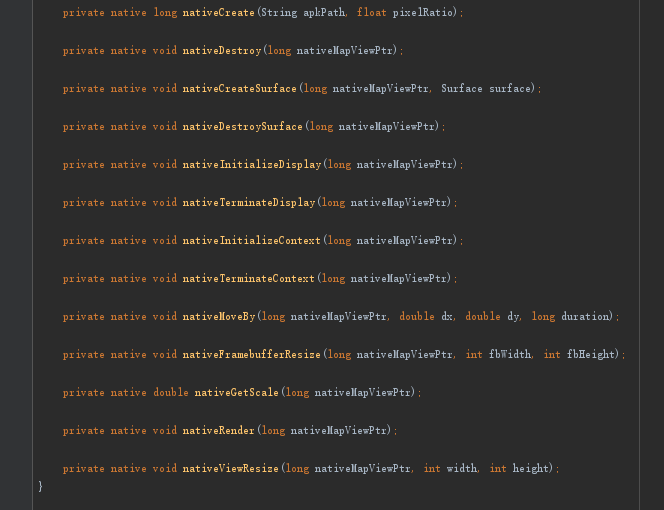 private native long nativeCreate(String apkPath, float pixelRatio);
private native void nativeDestroy(long nativeMapViewPtr);
private native void nativeCreateSurface(long nativeMapViewPtr, Surface surface);
private native void nativeDestroySurface(long nativeMapViewPtr);
private native void nativeInitializeDisplay(long nativeMapViewPtr);
private native void nativeTerminateDisplay(long nativeMapViewPtr);
private native void nativeInitializeContext(long nativeMapViewPtr);
private native void nativeTerminateContext(long nativeMapViewPtr);
private native void nativeMoveBy(long nativeMapViewPtr, double dx, double dy, long duration);
private native void nativeFramebufferResize(long nativeMapViewPtr, int fbWidth, int fbHeight);
private native double nativeGetScale(long nativeMapViewPtr);
private native void nativeRender(long nativeMapViewPtr);
private native void nativeViewResize(long nativeMapViewPtr, int width, int height);
}